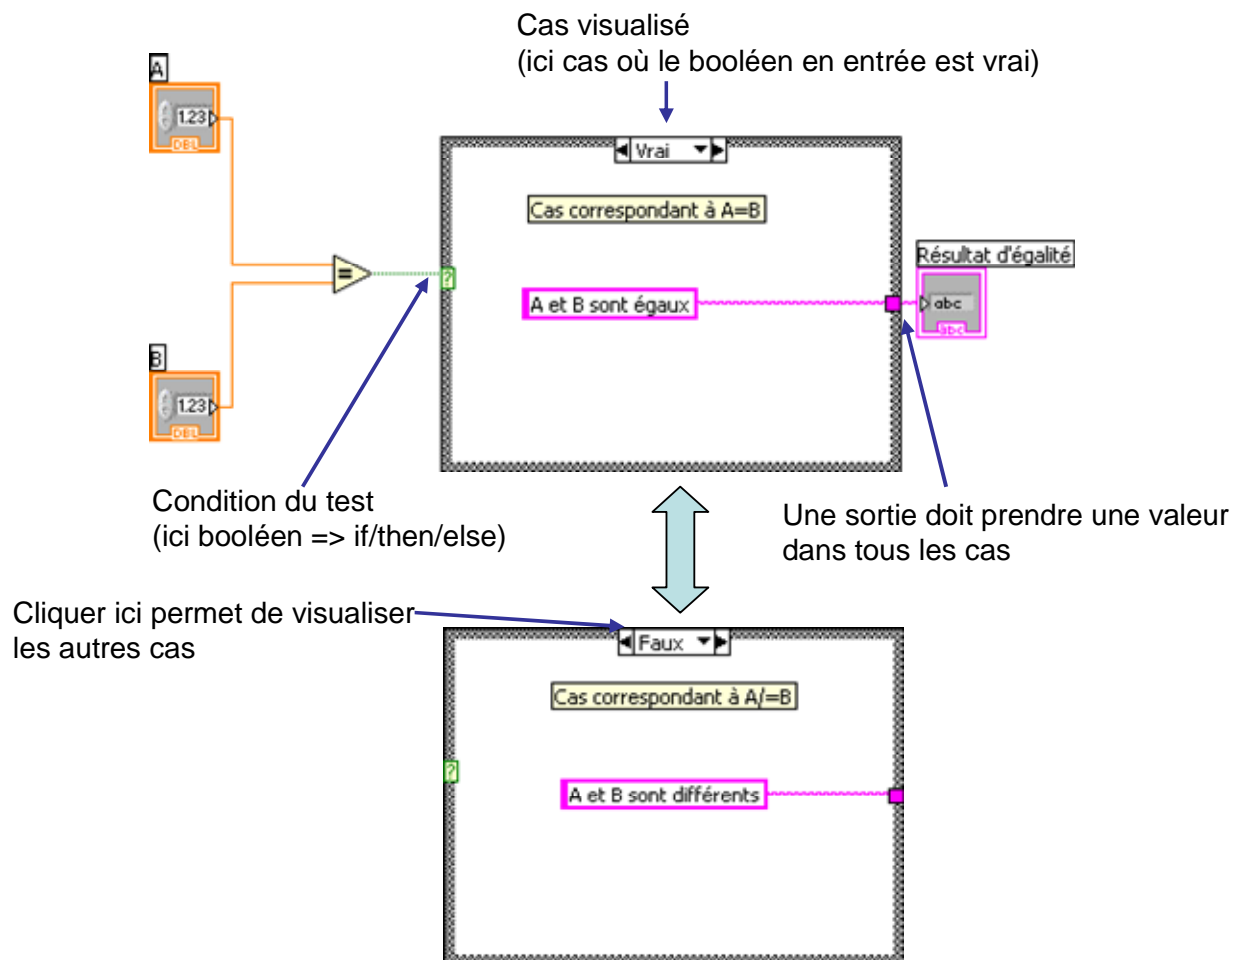 Cas visualisé
(ici cas où le booléen en entrée est vrai)
A
1.23
DBL
Vrai
Cas correspondant à A=B
=
?
A et B sont égaux
Résultat d'égalité
abc
abc
B
1.23
DBL
Condition du test
(ici booléen => if/then/else)
Une sortie doit prendre une valeur
dans tous les cas
Cliquer ici permet de visualiser
les autres cas
Faux
Cas correspondant à A/=B
?
A et B sont différents